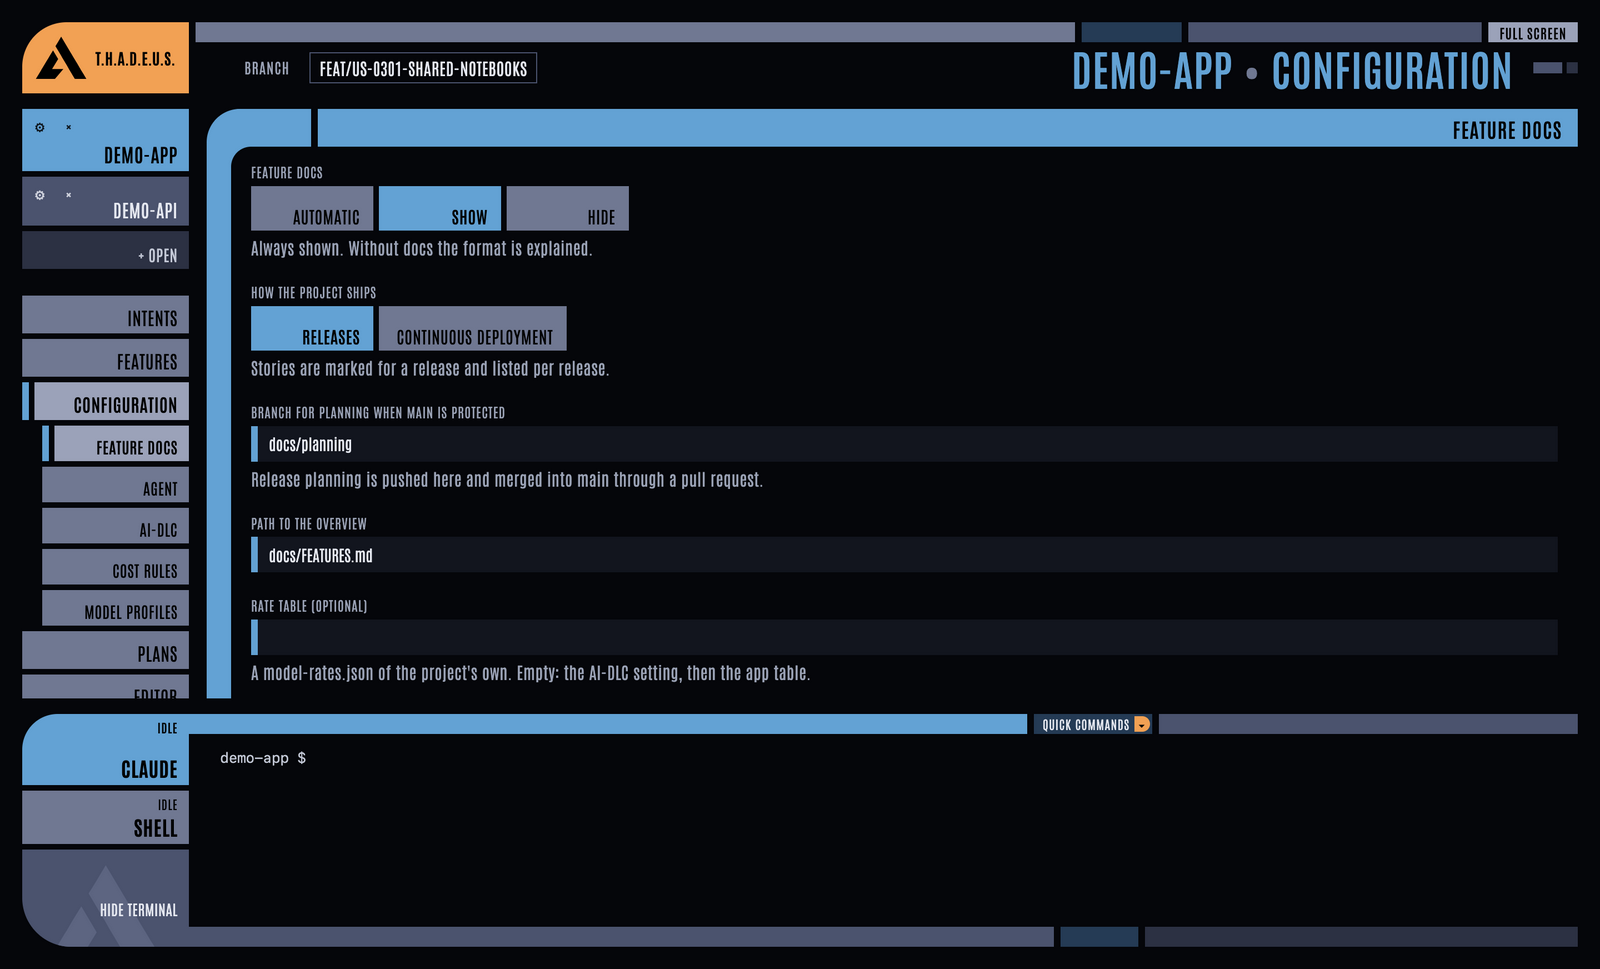 T.H.A.D.E.U.S.
FULL SCREEN
BRANCH FEAT/US-0301-SHARED-NOTEBOOKS
DEMO-APP • CONFIGURATION
DEMO-APP
DEMO-API
+ OPEN
INTENTS
FEATURES
CONFIGURATION
FEATURE DOCS
AGENT
AI-DLC
COST RULES
MODEL PROFILES
PLANS
EDITOR
FEATURE DOCS
FEATURE DOCS
AUTOMATIC SHOW HIDE
Always shown. Without docs the format is explained.
HOW THE PROJECT SHIPS
RELEASES CONTINUOUS DEPLOYMENT
Stories are marked for a release and listed per release.
BRANCH FOR PLANNING WHEN MAIN IS PROTECTED
docs/planning
Release planning is pushed here and merged into main through a pull request.
PATH TO THE OVERVIEW
docs/FEATURES.md
RATE TABLE (OPTIONAL)
A model-rates.json of the project's own. Empty: the AI-DLC setting, then the app table.
IDLE
CLAUDE
IDLE
SHELL
HIDE TERMINAL
QUICK COMMANDS
demo-app $